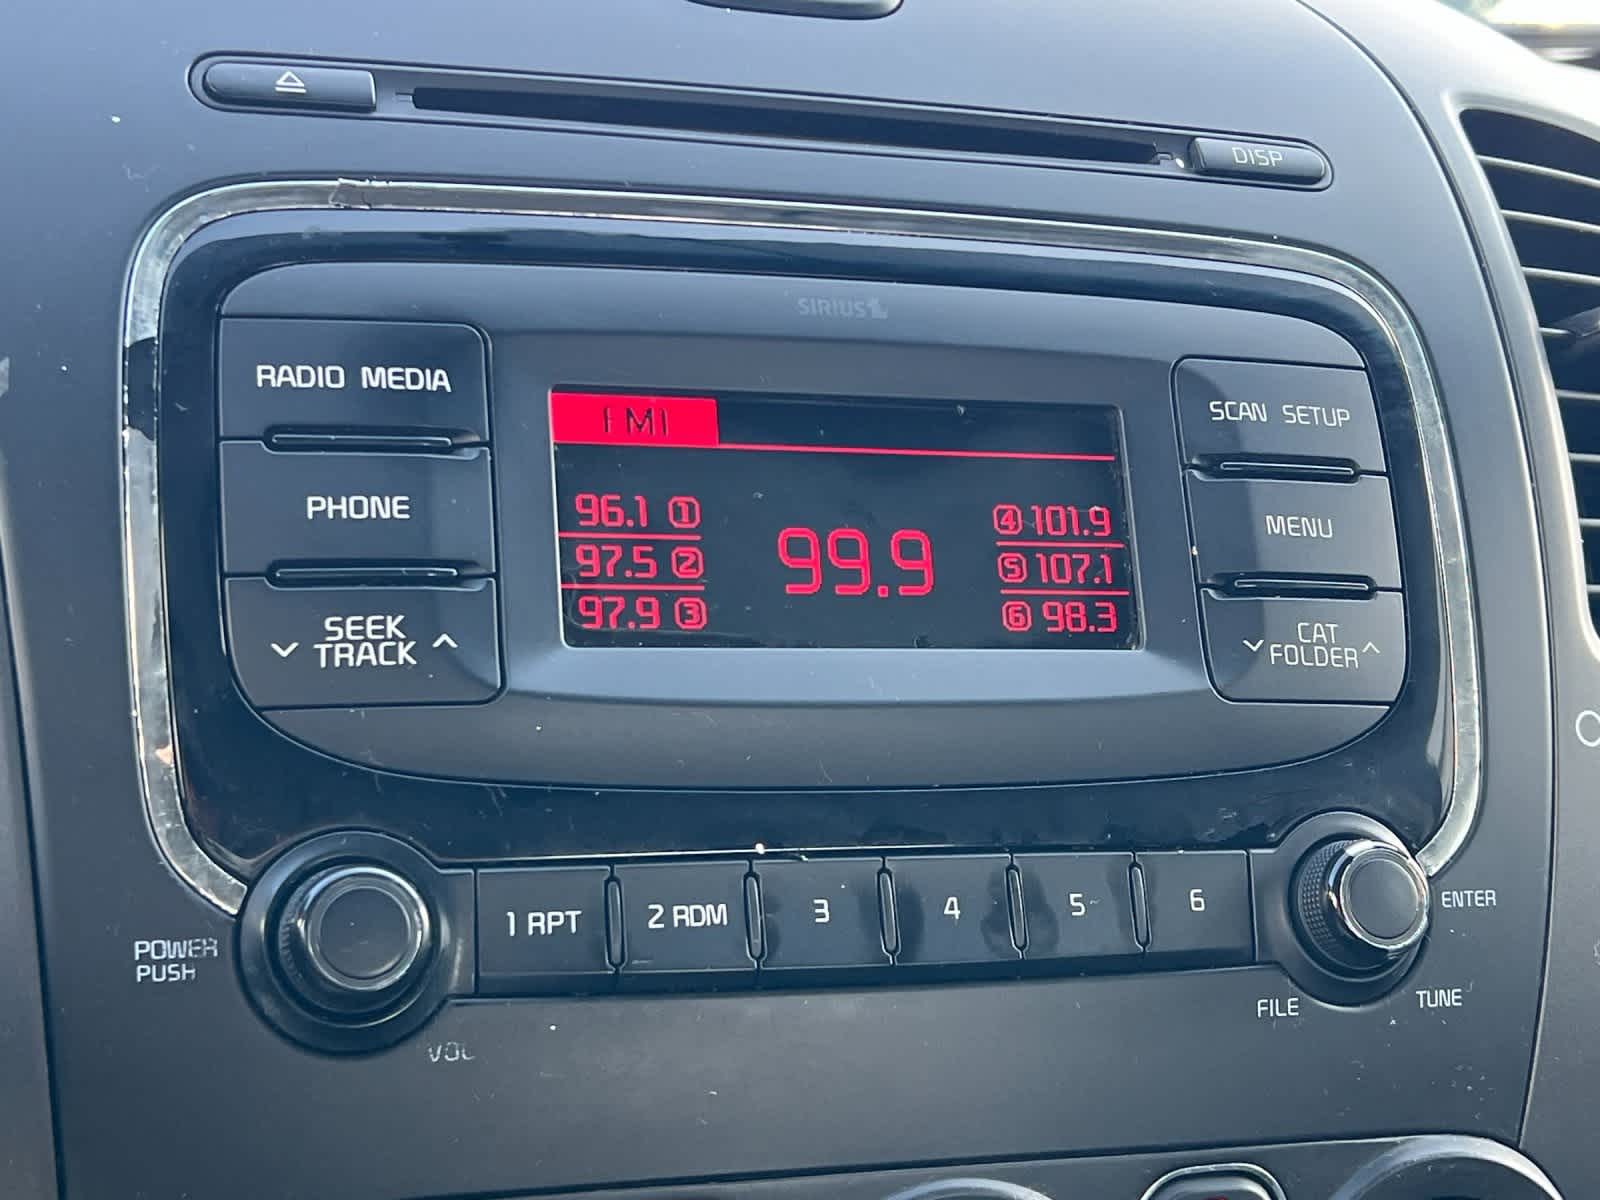 DISP
SIRIUS
RADIO MEDIA
PHONE
SEEK
TRACK
FM1
96.1 1
97.5 2
97.9 3
99.9
4 101.9
5 107.1
6 98.3
SCAN SETUP
MENU
CAT
FOLDER
1 RPT
2 RDM
3
4
5
6
POWER
PUSH
VOL
ENTER
FILE
TUNE